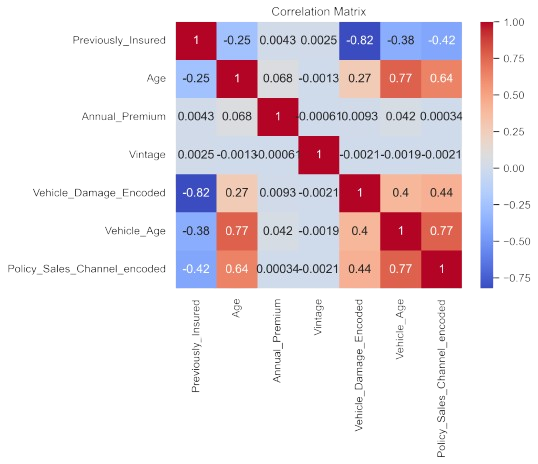 Correlation Matrix
Previously_Insured 1 -0.25 0.0043 0.0025 -0.82 -0.38 -0.42
Age -0.25 1 0.068 -0.0013 0.27 0.77 0.64
Annual_Premium 0.0043 0.068 1 -0.00061 0.0093 0.042 0.00034
Vintage 0.0025 -0.0013 -0.00061 1 -0.0021 -0.0019 -0.0021
Vehicle_Damage_Encoded -0.82 0.27 0.0093 -0.0021 1 0.4 0.44
Vehicle_Age -0.38 0.77 0.042 -0.0019 0.4 1 0.77
Policy_Sales_Channel_encoded -0.42 0.64 0.00034 -0.0021 0.44 0.77 1
Previously_Insured
Age
Annual_Premium
Vintage
Vehicle_Damage_Encoded
Vehicle_Age
Policy_Sales_Channel_encoded
1.00
0.75
0.50
0.25
0.00
−0.25
−0.50
−0.75